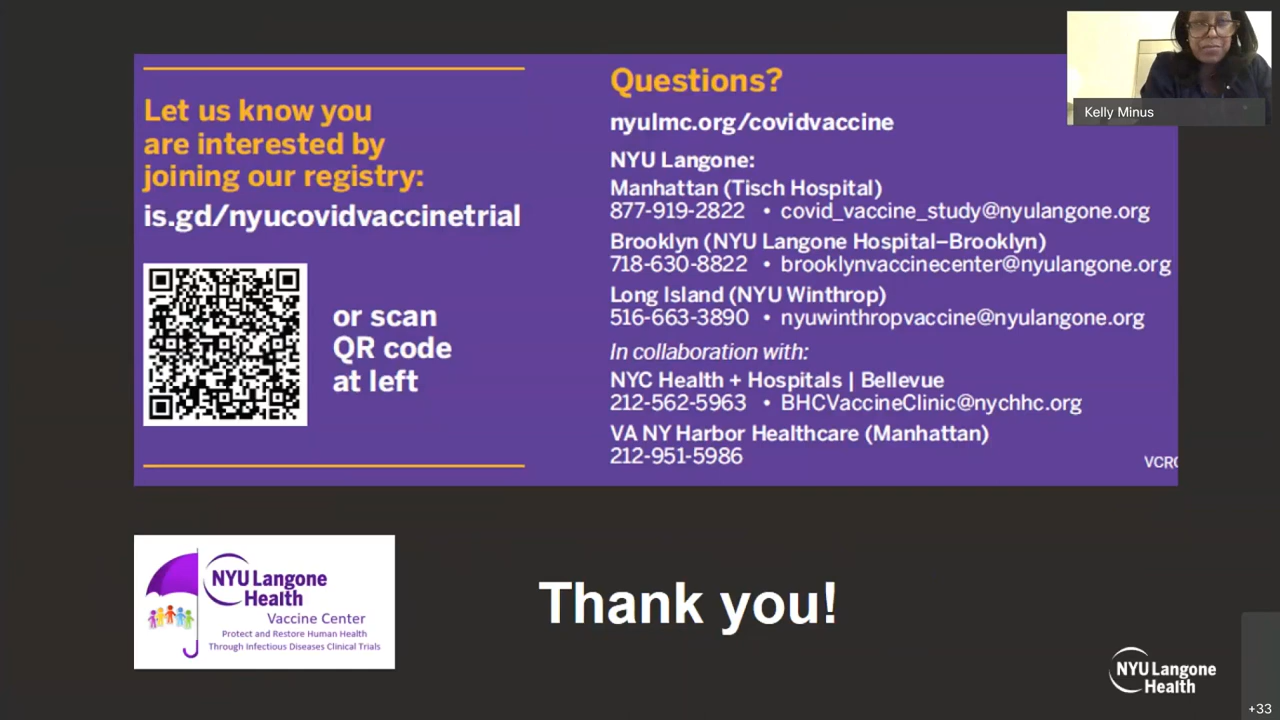 Let us know you
are interested by
joining our registry:
is.gd/nyucovidvaccinetrial
or scan
QR code
at left
Questions?
nyulmc.org/covidvaccine
NYU Langone:
Manhattan (Tisch Hospital)
877-919-2822 • covid_vaccine_study@nyulangone.org
Brooklyn (NYU Langone Hospital–Brooklyn)
718-630-8822 • brooklynvaccinecenter@nyulangone.org
Long Island (NYU Winthrop)
516-663-3890 • nyuwinthropvaccine@nyulangone.org
In collaboration with:
NYC Health + Hospitals | Bellevue
212-562-5963 • BHCVaccineClinic@nychhc.org
VA NY Harbor Healthcare (Manhattan)
212-951-5986
Kelly Minus
NYU Langone
Health
Vaccine Center
Protect and Restore Human Health
Through Infectious Diseases Clinical Trials
Thank you!
NYU Langone
Health
+33